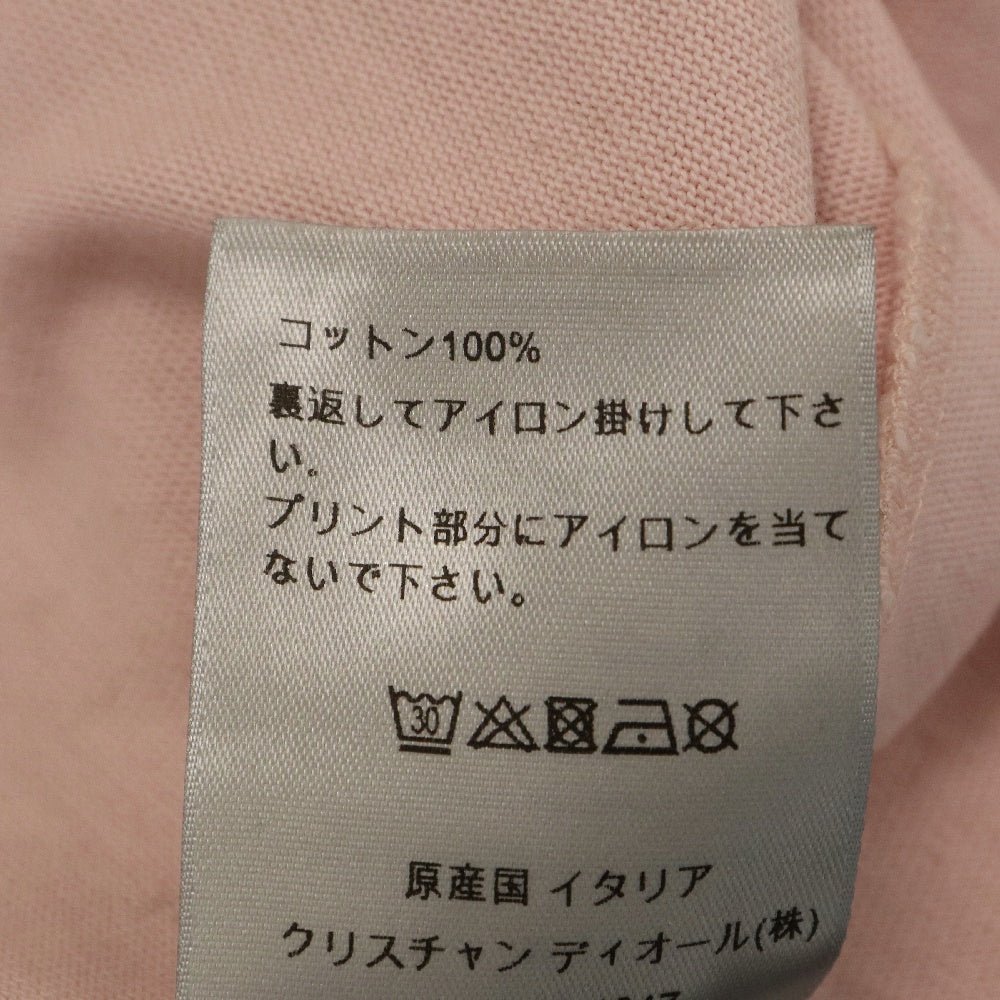 コットン100%
裏返してアイロン掛けして下さ
い。
プリント部分にアイロンを当て
ないで下さい。
30
原産国 イタリア
クリスチャン ディオール(株)